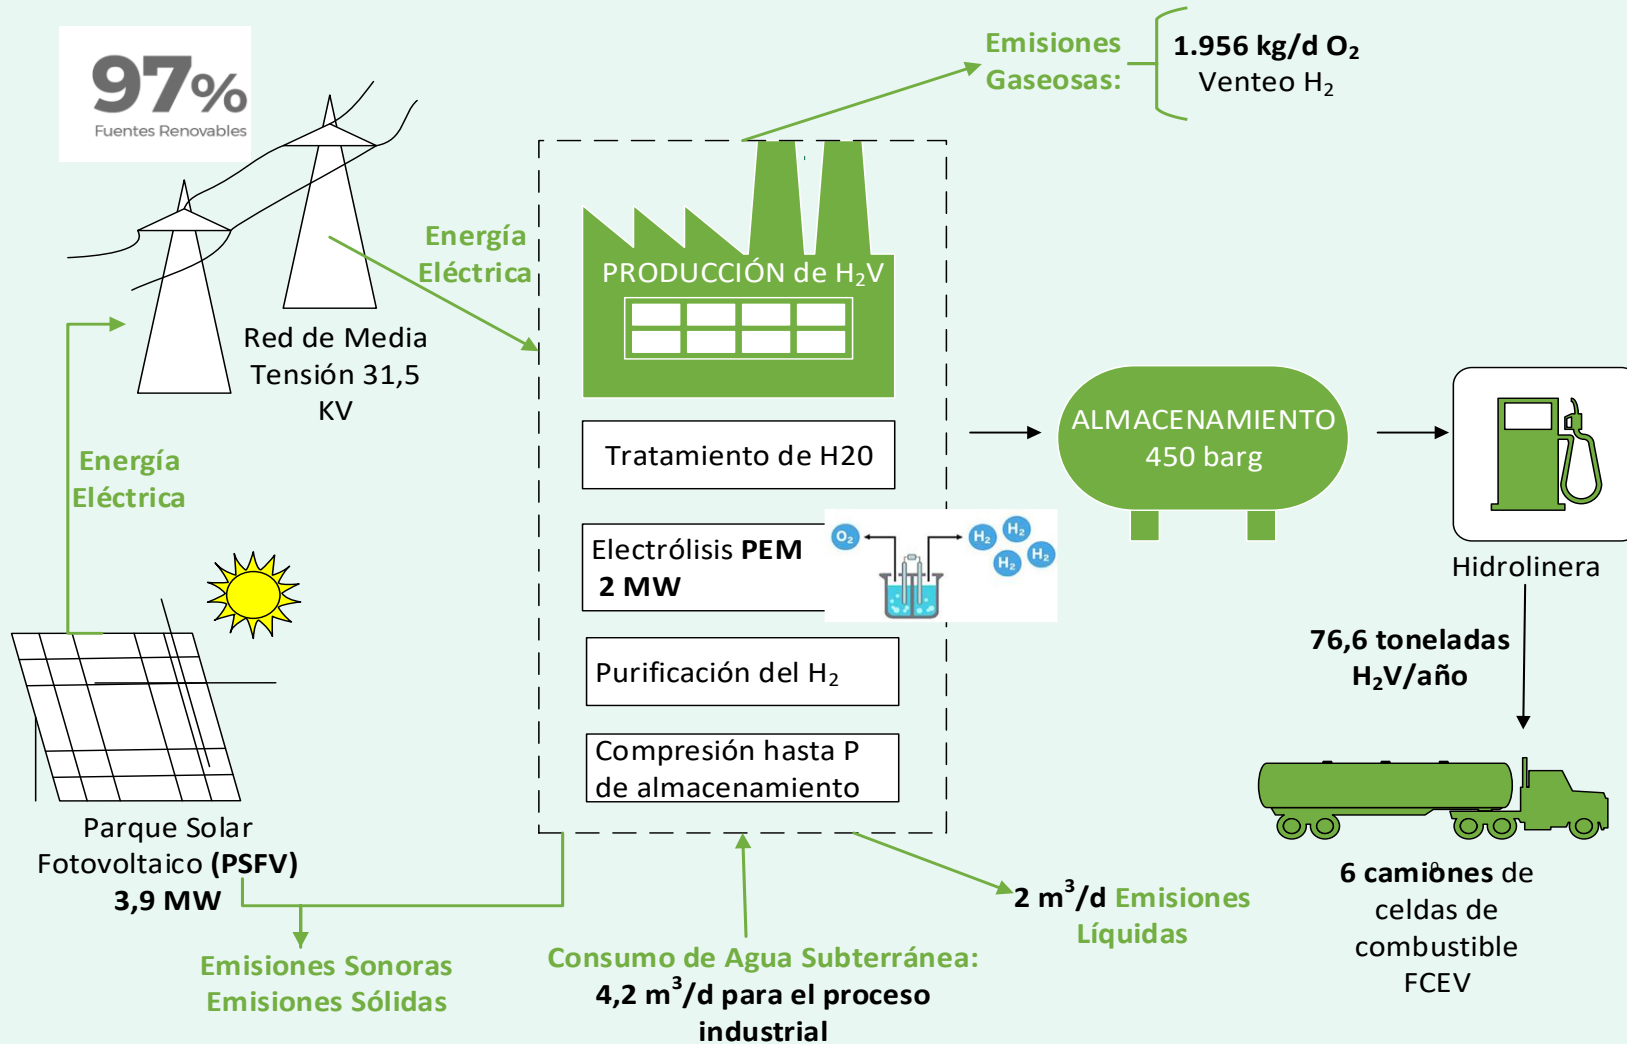 97%
Fuentes Renovables
Emisiones
Gaseosas:
1.956 kg/d O₂
Venteo H₂
Energía
Eléctrica
PRODUCCIÓN de H₂V
Red de Media
Tensión 31,5
KV
Energía
Eléctrica
Tratamiento de H20
Electrólisis PEM
2 MW
O₂
H₂
H₂
H₂
H₂
Purificación del H₂
Compresión hasta P
de almacenamiento
ALMACENAMIENTO
450 barg
Hidrolinera
76,6 toneladas
H₂V/año
Parque Solar
Fotovoltaico (PSFV)
3,9 MW
Emisiones Sonoras
Emisiones Sólidas
Consumo de Agua Subterránea:
4,2 m³/d para el proceso
industrial
2 m³/d Emisiones
Líquidas
6 camiones de
celdas de
combustible
FCEV